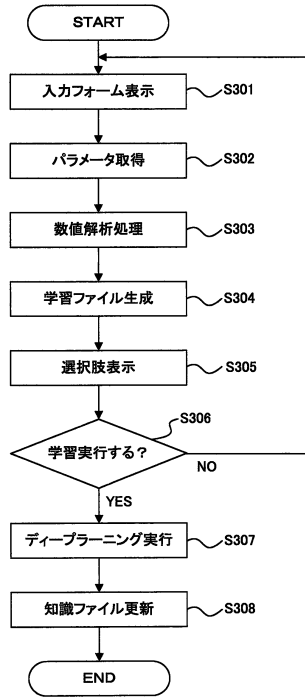 START
入力フォーム表示
S301
パラメータ取得
S302
数値解析処理
S303
学習ファイル生成
S304
選択肢表示
S305
S306
学習実行する？
NO
YES
ディープラーニング実行
S307
知識ファイル更新
S308
END